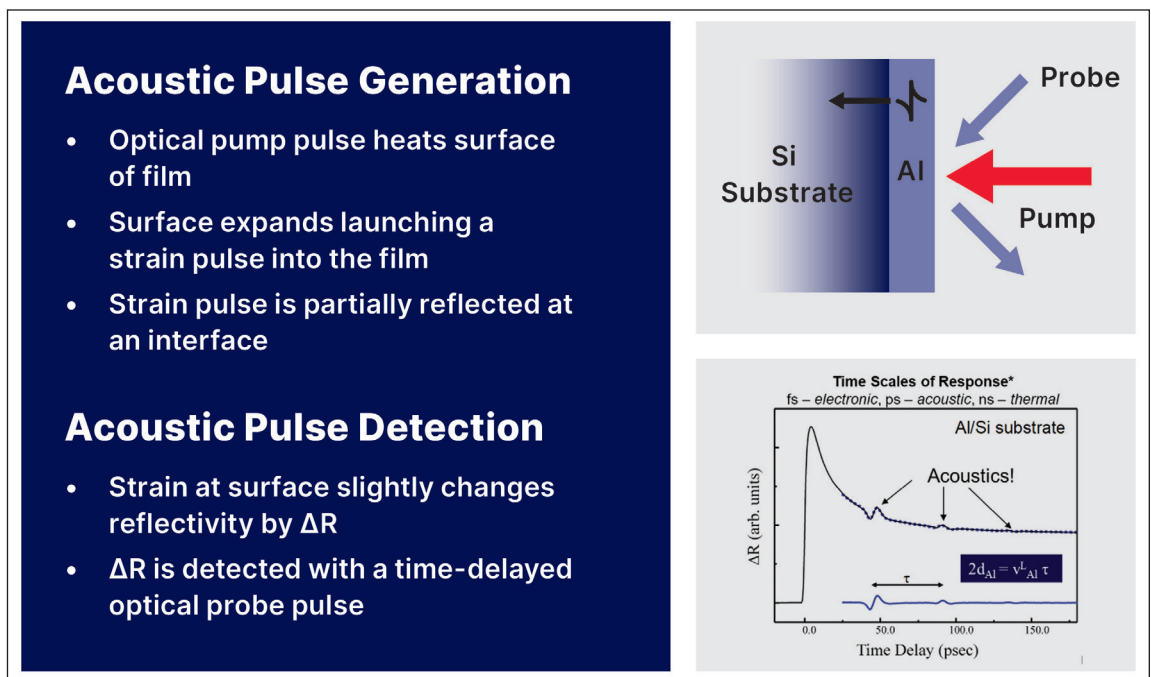 Acoustic Pulse Generation
• Optical pump pulse heats surface
of film
• Surface expands launching a
strain pulse into the film
• Strain pulse is partially reflected at
an interface
Acoustic Pulse Detection
• Strain at surface slightly changes
reflectivity by ΔR
• ΔR is detected with a time-delayed
optical probe pulse
Probe
Si
Substrate
Al
Pump
Time Scales of Response*
fs – electronic, ps – acoustic, ns – thermal
Al/Si substrate
Acoustics!
ΔR (arb. units)
2d_Al = v^L_Al τ
τ
0.0 50.0 100.0 150.0
Time Delay (psec)